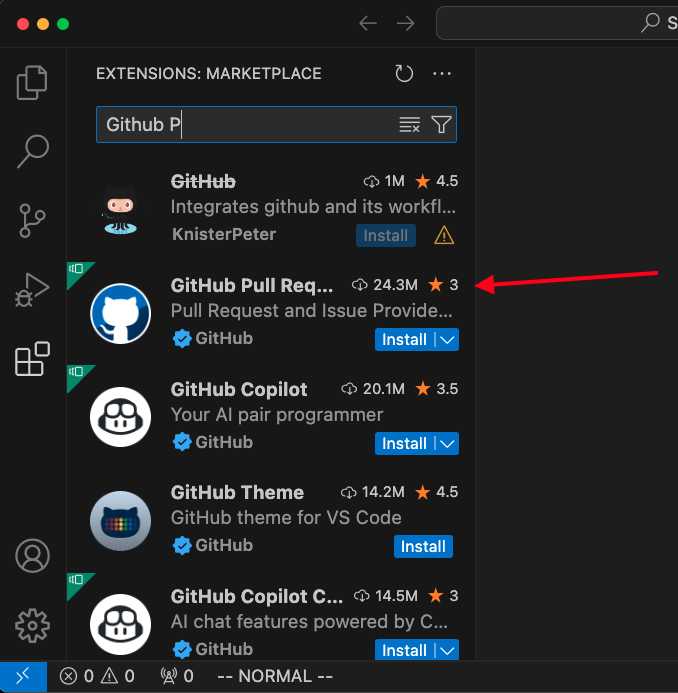 S
EXTENSIONS: MARKETPLACE
Github P
GitHub 1M 4.5
Integrates github and its workfl...
KnisterPeter Install
GitHub Pull Req... 24.3M 3
Pull Request and Issue Provide...
GitHub Install
GitHub Copilot 20.1M 3.5
Your AI pair programmer
GitHub Install
GitHub Theme 14.2M 4.5
GitHub theme for VS Code
GitHub Install
GitHub Copilot C... 14.5M 3
AI chat features powered by C...
GitHub Install
0 0 0 -- NORMAL --